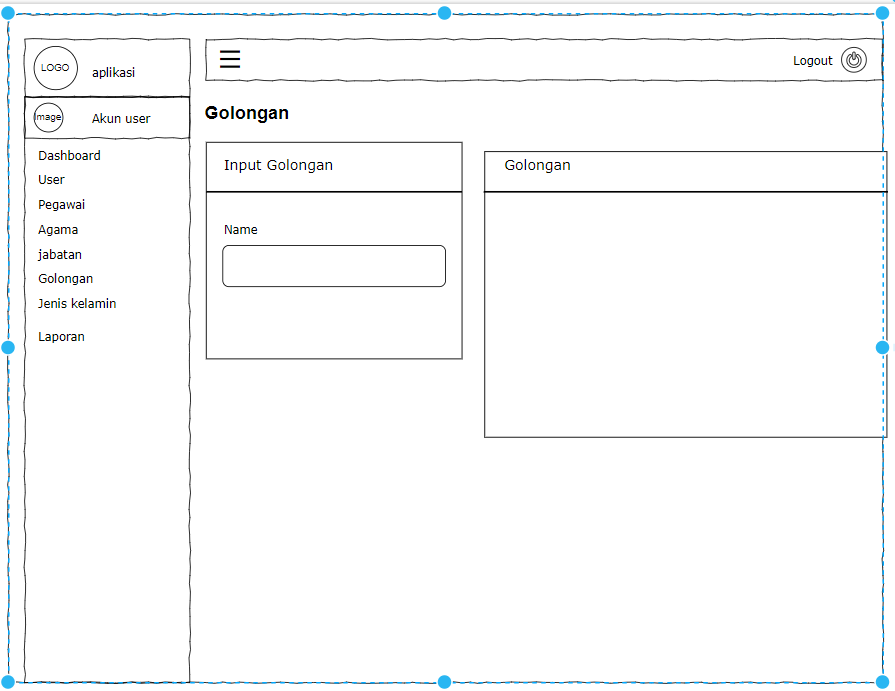 LOGO
aplikasi
mage
Akun user
Dashboard
User
Pegawai
Agama
jabatan
Golongan
Jenis kelamin
Laporan
Logout
Golongan
Input Golongan
Name
Golongan